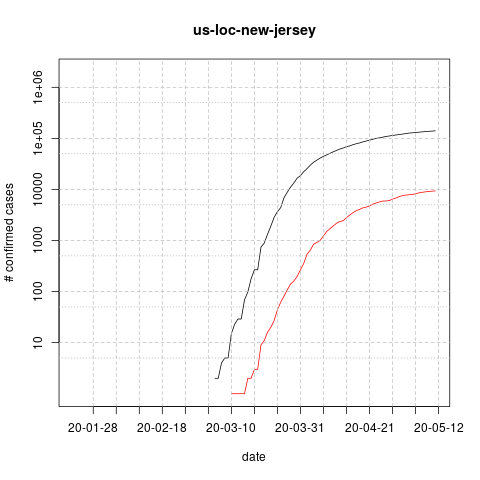 us-loc-new-jersey
1e+06
1e+05
10000
1000
100
10
# confirmed cases
20-01-28 20-02-18 20-03-10 20-03-31 20-04-21 20-05-12
date